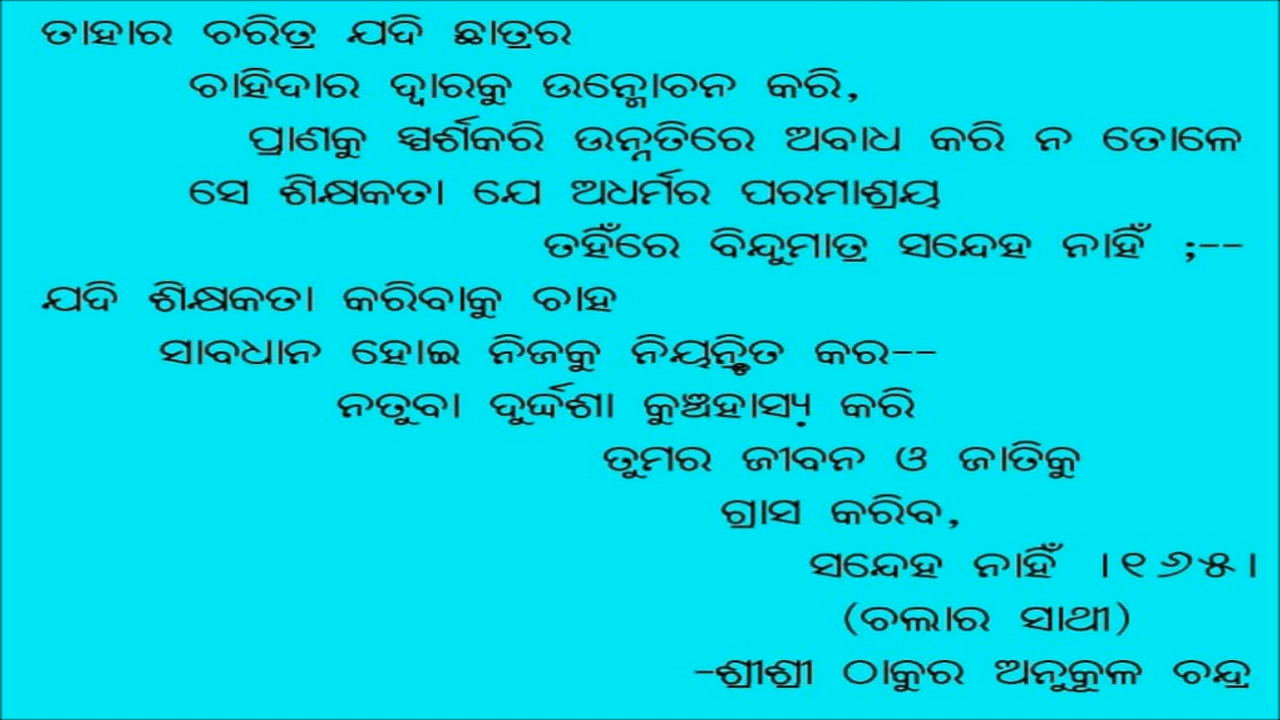 ତାହାର ଚରିତ୍ର ଯଦି ଛାତ୍ରର
ଚାହିଦାର ଦ୍ୱାରକୁ ଉନ୍ମୋଚନ କରି,
ପ୍ରାଣକୁ ସ୍ପର୍ଶକରି ଉନ୍ନତିରେ ଅବାଧ କରି ନ ତୋଳେ
ସେ ଶିକ୍ଷକତା ଯେ ଅଧର୍ମର ପରମାଶ୍ରୟ
ତହିଁରେ ବିନ୍ଦୁମାତ୍ର ସନ୍ଦେହ ନାହିଁ ;--
ଯଦି ଶିକ୍ଷକତା କରିବାକୁ ଚାହ
ସାବଧାନ ହୋଇ ନିଜକୁ ନିୟନ୍ତ୍ରିତ କର--
ନତୁବା ଦୁର୍ଦ୍ଦଶା କୁଞ୍ଚହାସ୍ୟ କରି
ତୁମର ଜୀବନ ଓ ଜାତିକୁ
ଗ୍ରାସ କରିବ,
ସନ୍ଦେହ ନାହିଁ ।୧୬୫।
(ଚଲାର ସାଥୀ)
-ଶ୍ରୀଶ୍ରୀ ଠାକୁର ଅନୁକୂଳ ଚନ୍ଦ୍ର